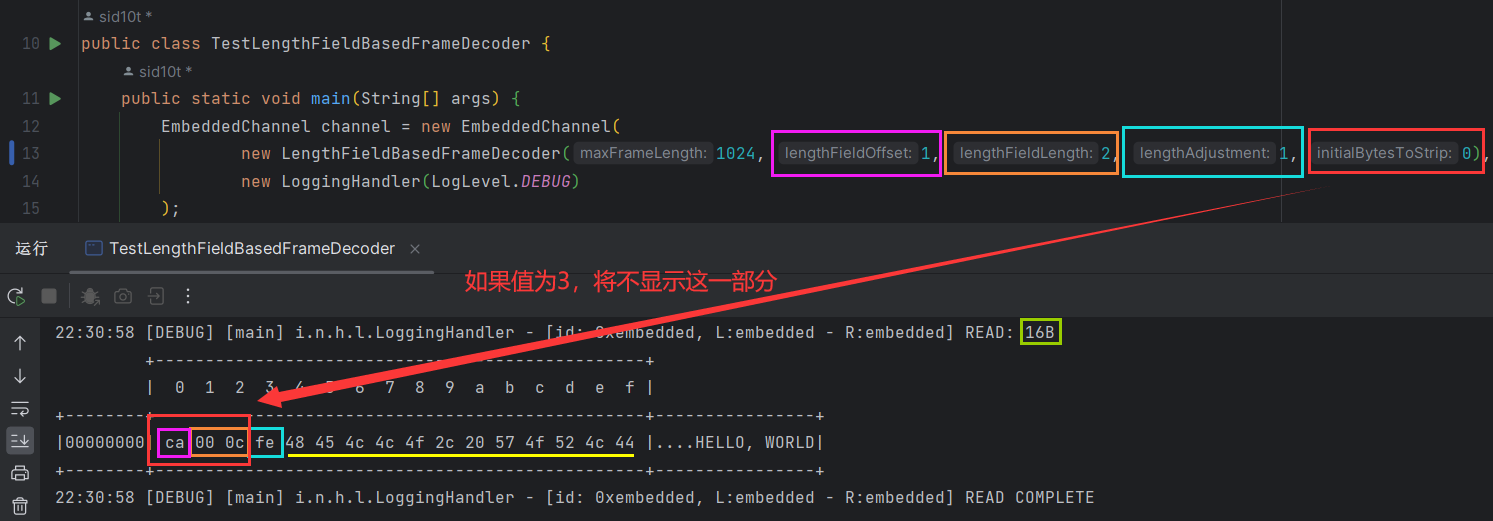 sid10t *
10 public class TestLengthFieldBasedFrameDecoder {
sid10t *
11 public static void main(String[] args) {
12 EmbeddedChannel channel = new EmbeddedChannel(
13 new LengthFieldBasedFrameDecoder( maxFrameLength: 1024, lengthFieldOffset: 1, lengthFieldLength: 2, lengthAdjustment: 1, initialBytesToStrip: 0),
14 new LoggingHandler(LogLevel.DEBUG)
15 );
运行 TestLengthFieldBasedFrameDecoder ×
如果值为3，将不显示这一部分
22:30:58 [DEBUG] [main] i.n.h.l.LoggingHandler - [id: 0xembedded, L:embedded - R:embedded] READ: 16B
+-------------------------------------------------+
| 0 1 2 3 4 5 6 7 8 9 a b c d e f |
+--------+-------------------------------------------------+----------------+
|00000000| ca 00 0c fe 48 45 4c 4c 4f 2c 20 57 4f 52 4c 44 |....HELLO, WORLD|
+--------+-------------------------------------------------+----------------+
22:30:58 [DEBUG] [main] i.n.h.l.LoggingHandler - [id: 0xembedded, L:embedded - R:embedded] READ COMPLETE